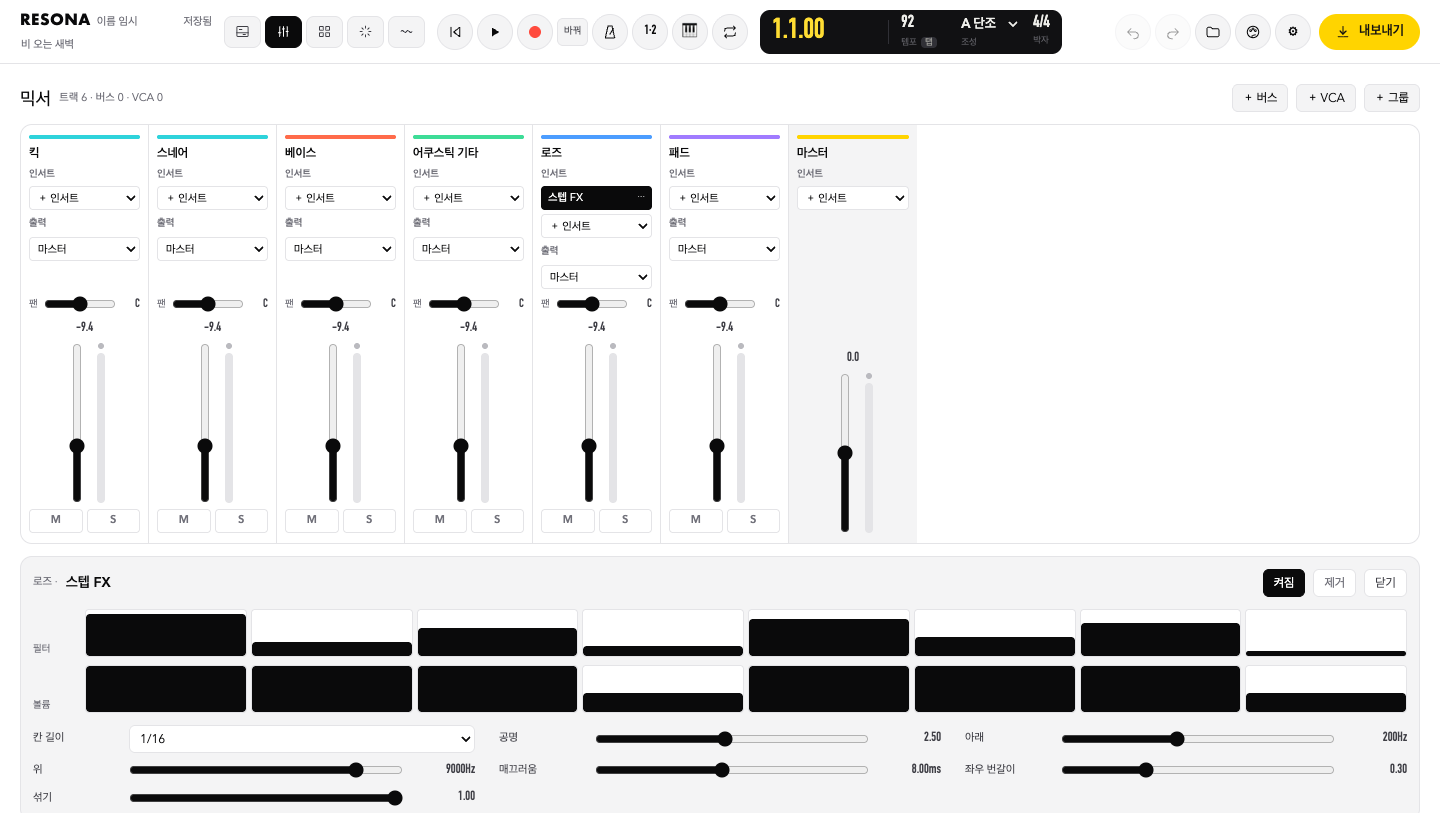 RESONA 이름 임시 저장됨
비 오는 새벽
바꿔
1·2
1.1.00
92
템포 탭
A 단조
조성
4/4
박자
내보내기
믹서 트랙 6 · 버스 0 · VCA 0
+ 버스 + VCA + 그룹
킥 스네어 베이스 어쿠스틱 기타 로즈 패드 마스터
인서트 인서트 인서트 인서트 인서트 인서트 인서트
+ 인서트 + 인서트 + 인서트 + 인서트 스텝 FX ... + 인서트 + 인서트
출력 출력 출력 출력 + 인서트 출력
마스터 마스터 마스터 마스터 출력 마스터
마스터
팬 C 팬 C 팬 C 팬 C 팬 C 팬 C
-9.4 -9.4 -9.4 -9.4 -9.4 -9.4
0.0
M S M S M S M S M S M S
로즈 · 스텝 FX 켜짐 제거 닫기
필터
볼륨
칸 길이 1/16 공명 2.50 아래 200Hz
위 9000Hz 매끄러움 8.00ms 좌우 번갈이 0.30
섞기 1.00